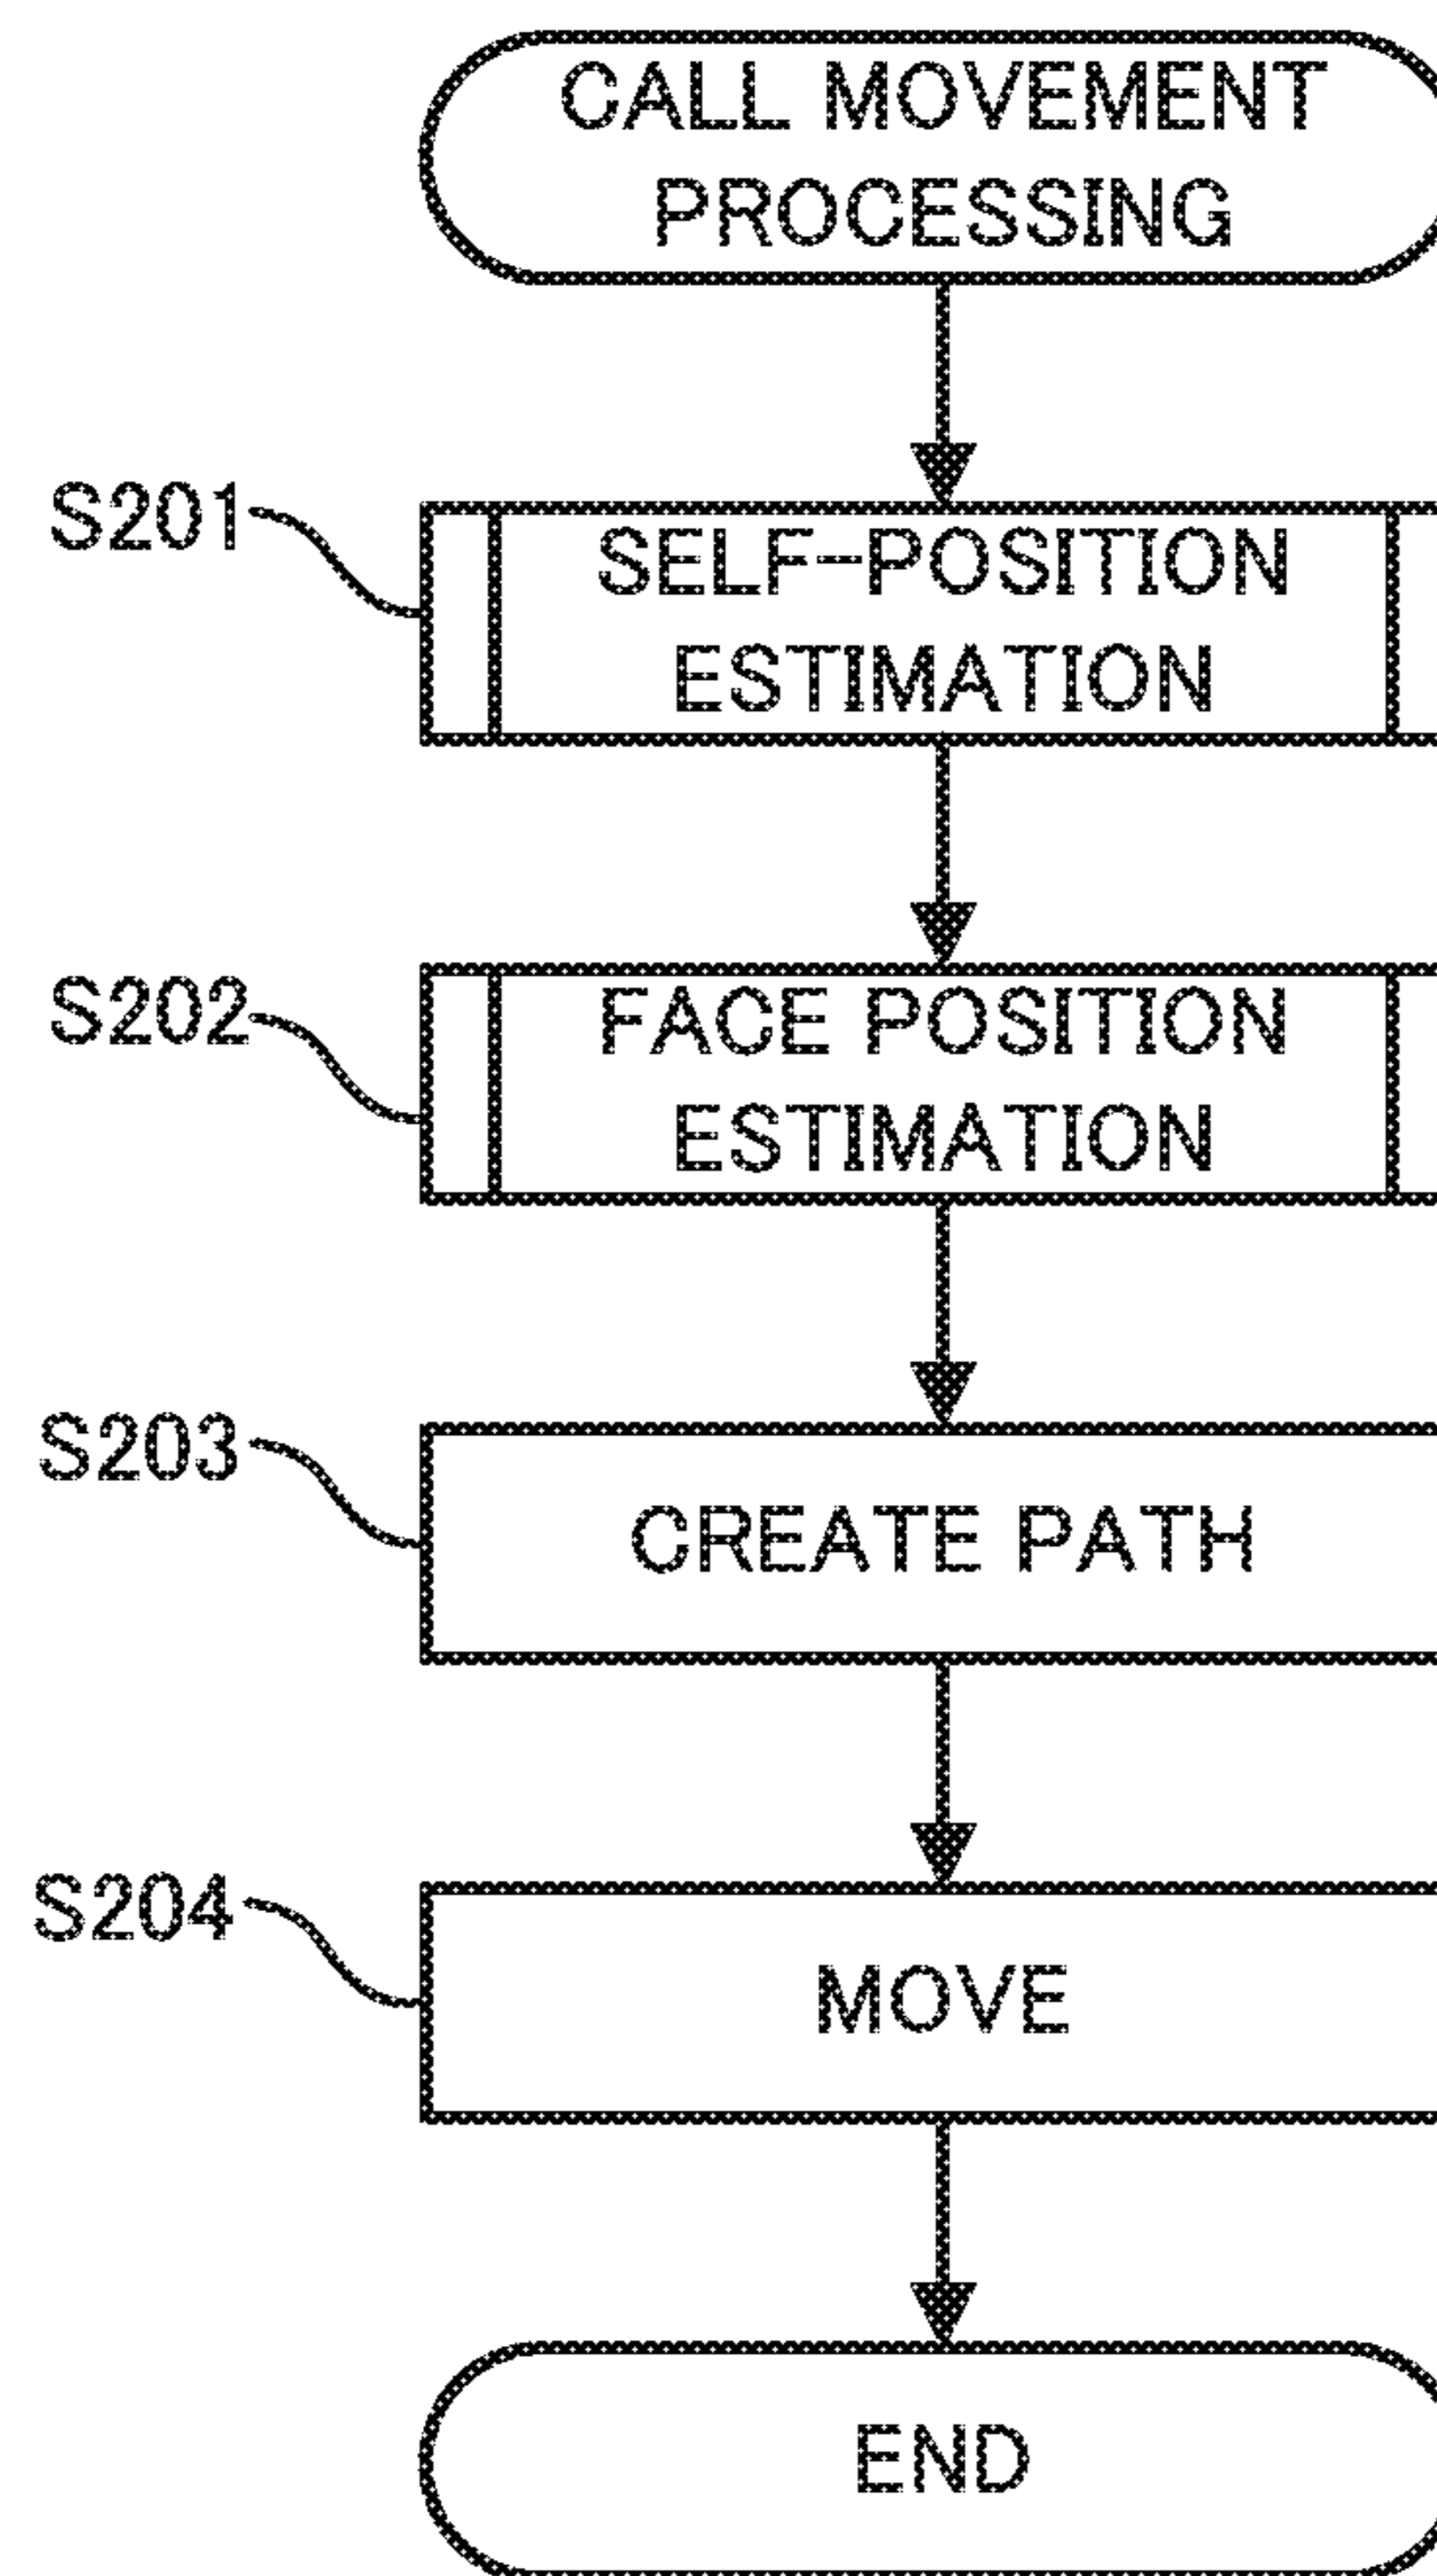 CALL MOVEMENT
PROCESSING
S201
SELF-POSITION
ESTIMATION
S202
FACE POSITION
ESTIMATION
S203
CREATE PATH
S204
MOVE
END